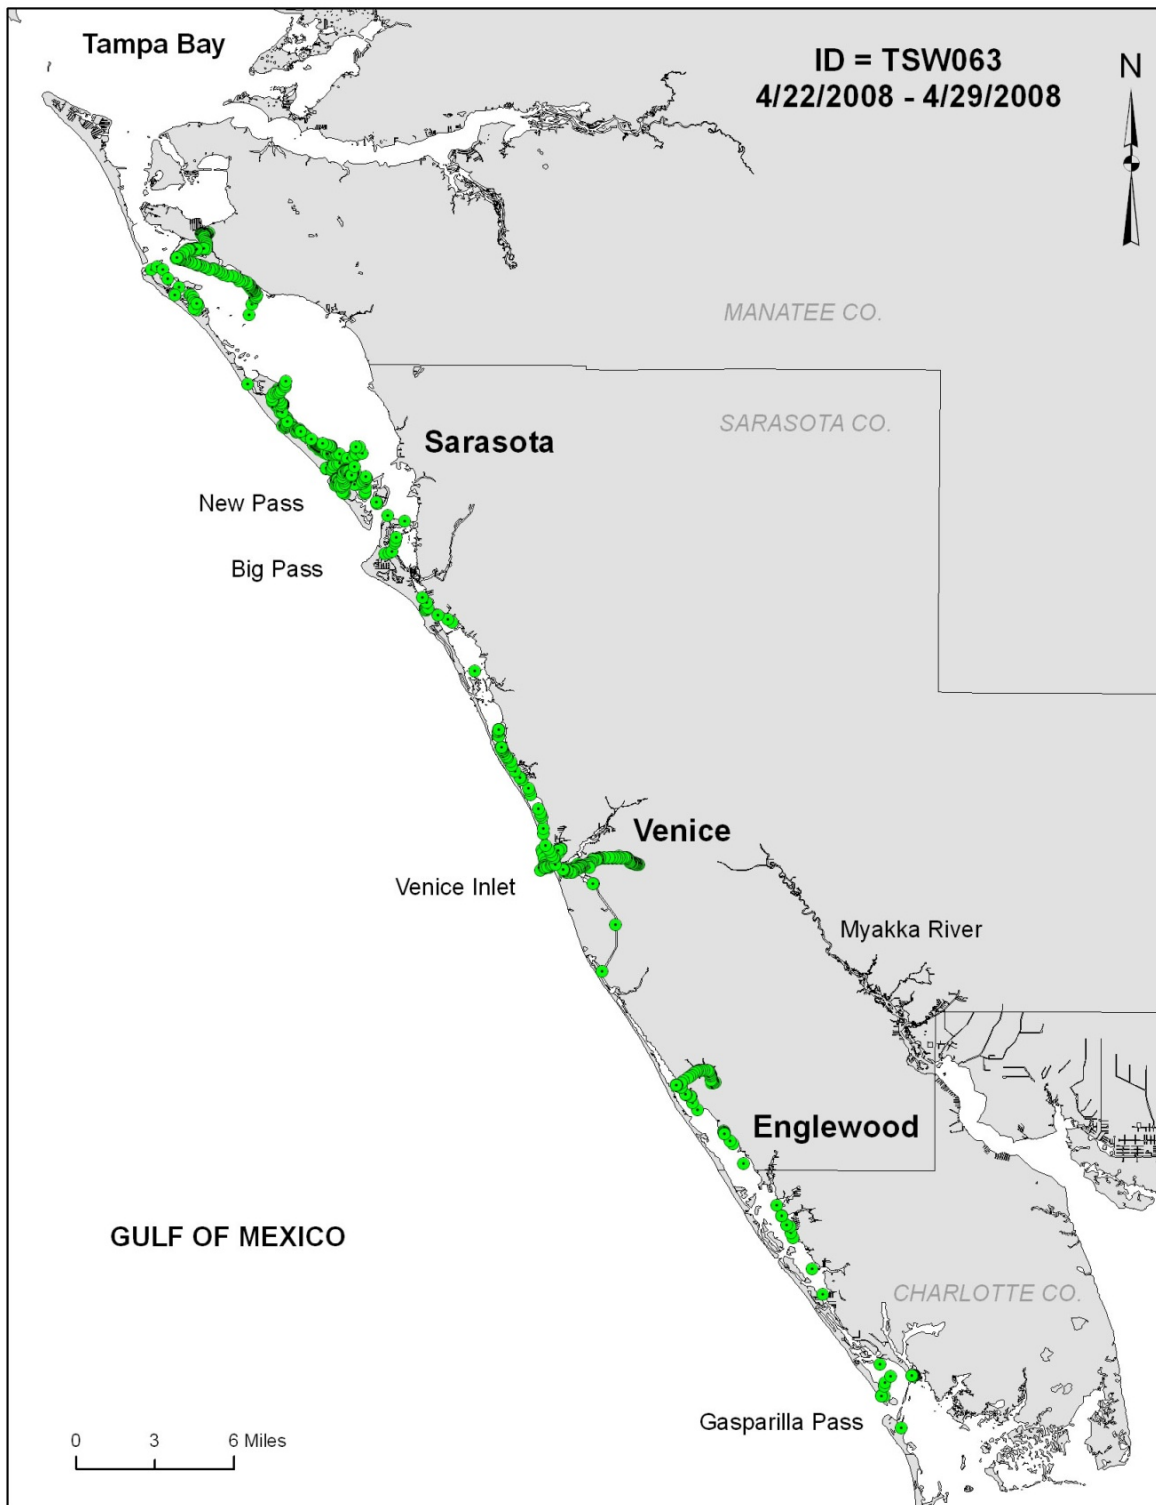 Tampa Bay
ID = TSW063
4/22/2008 - 4/29/2008
N
MANATEE CO.
SARASOTA CO.
Sarasota
New Pass
Big Pass
Venice
Venice Inlet
Myakka River
Englewood
GULF OF MEXICO
CHARLOTTE CO.
Gasparilla Pass
0 3 6 Miles